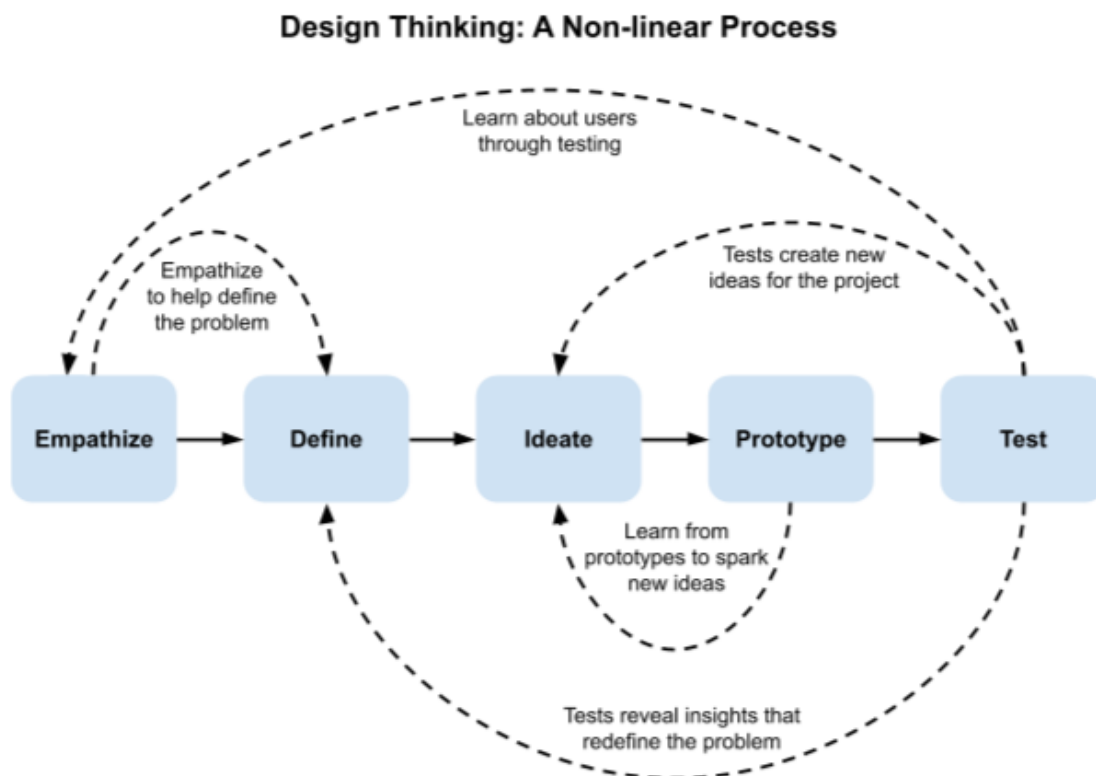 Design Thinking: A Non-linear Process
Learn about users
through testing
Empathize
to help define
the problem
Tests create new
ideas for the project
Empathize
Define
Ideate
Prototype
Test
Learn from
prototypes to spark
new ideas
Tests reveal insights that
redefine the problem